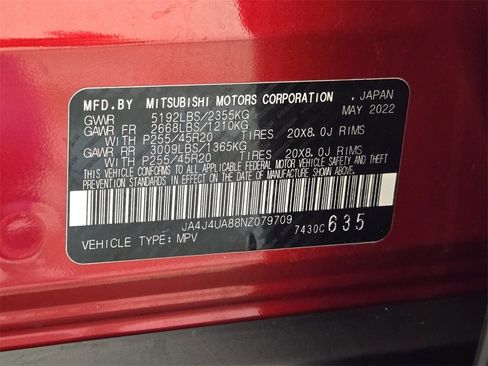 MFD.BY MITSUBISHI MOTORS CORPORATION , JAPAN
GVWR 5192LBS/2355KG MAY 2022
GAWR FR 2668LBS/1210KG
WITH P255/45R20 TIRES 20X8.0J RIMS
GAWR RR 3009LBS/1365KG
WITH P255/45R20 TIRES 20X8.0J RIMS
THIS VEHICLE CONFORMS TO ALL APPLICABLE FEDERAL MOTOR VEHICLE SAFETY AND THEFT
PREVENTION STANDARDS IN EFFECT ON THE DATE OF MANUFACTURE SHOWN ABOVE.
JA4J4UA88NZ079709 7430C 635
VEHICLE TYPE: MPV